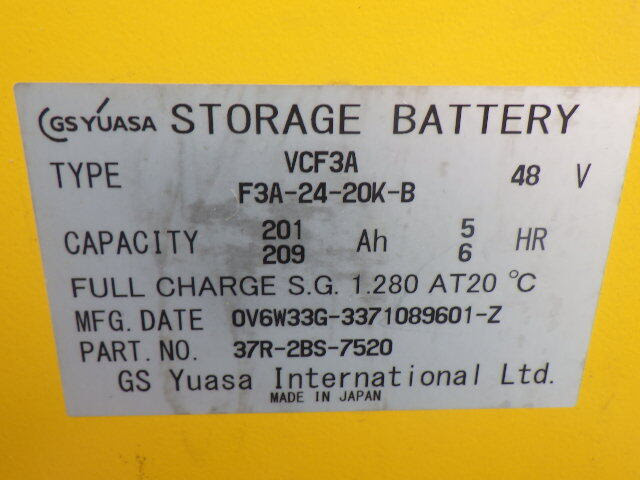 GS YUASA STORAGE BATTERY
TYPE VCF3A 48 V
F3A-24-20K-B
CAPACITY 201 Ah 5 HR
209 6
FULL CHARGE S.G. 1.280 AT20 °C
MFG. DATE 0V6W33G-3371089601-Z
PART. NO. 37R-2BS-7520
GS Yuasa International Ltd.
MADE IN JAPAN